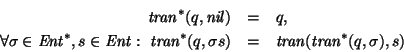 tran*(q, nil) = q,
∀σ ∈ Ent*, s ∈ Ent : tran*(q, σs) = tran(tran*(q, σ), s)